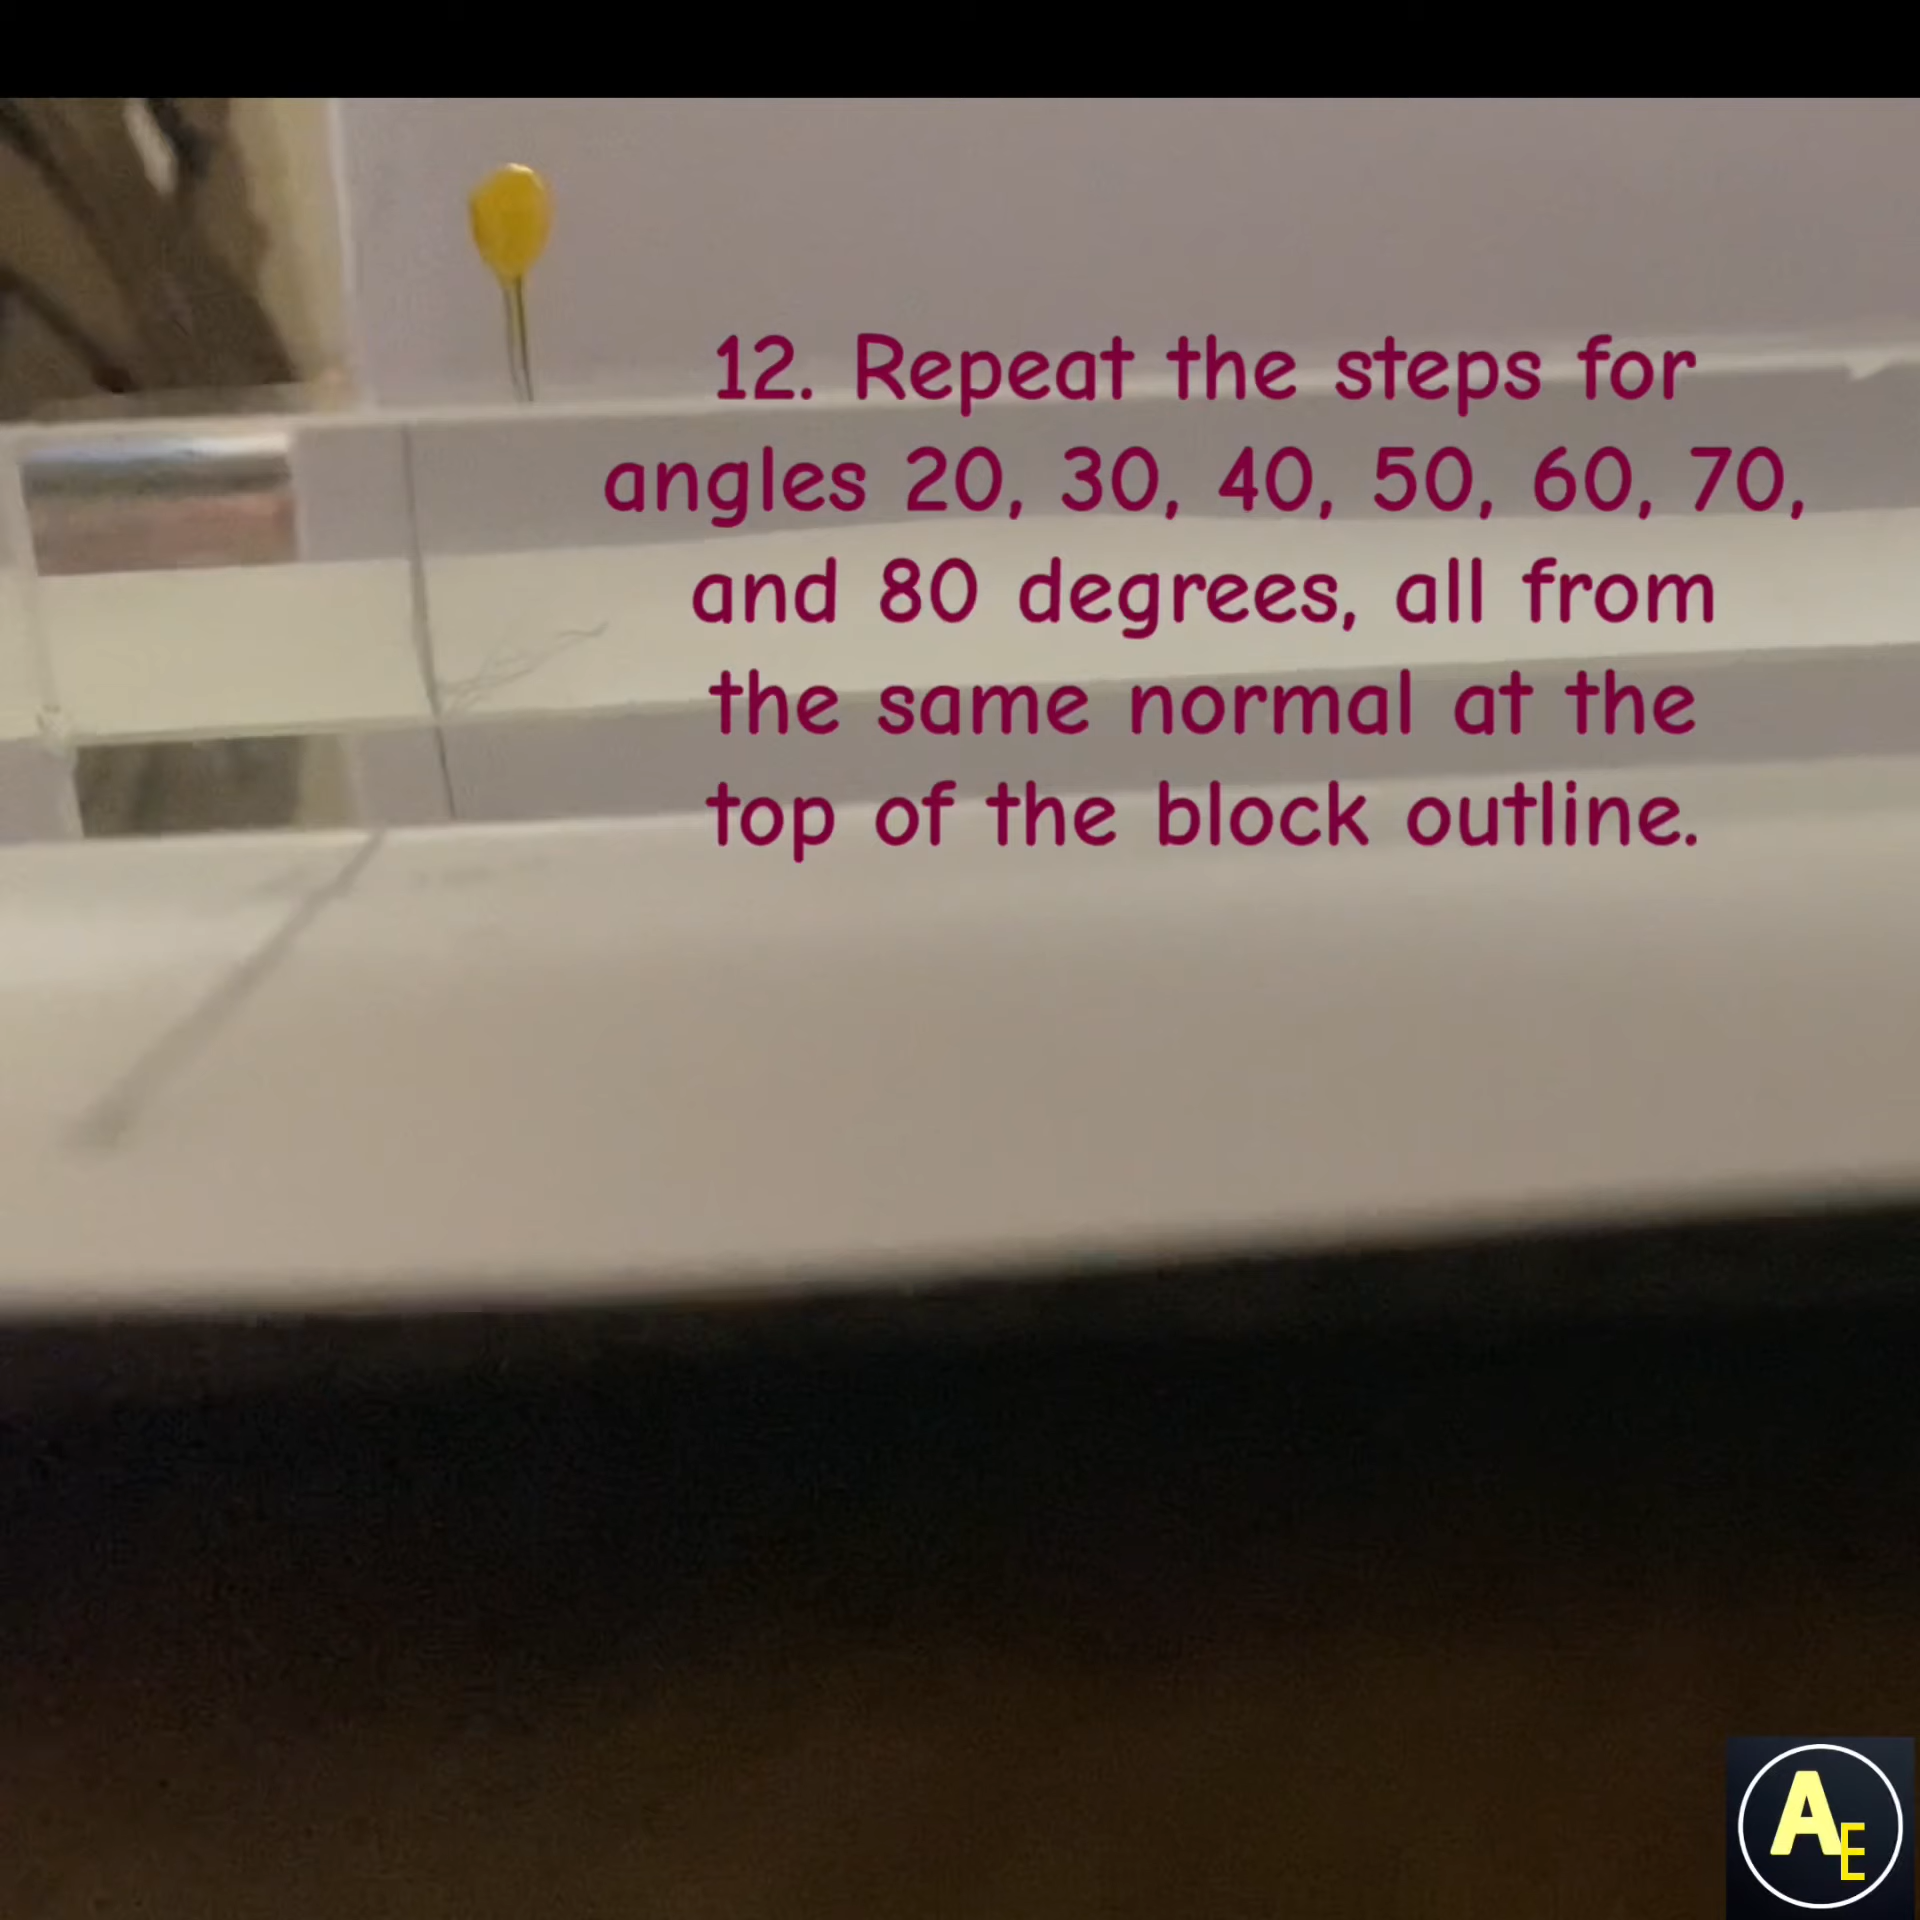 12. Repeat the steps for
angles 20, 30, 40, 50, 60, 70,
and 80 degrees, all from
the same normal at the
top of the block outline.
AE